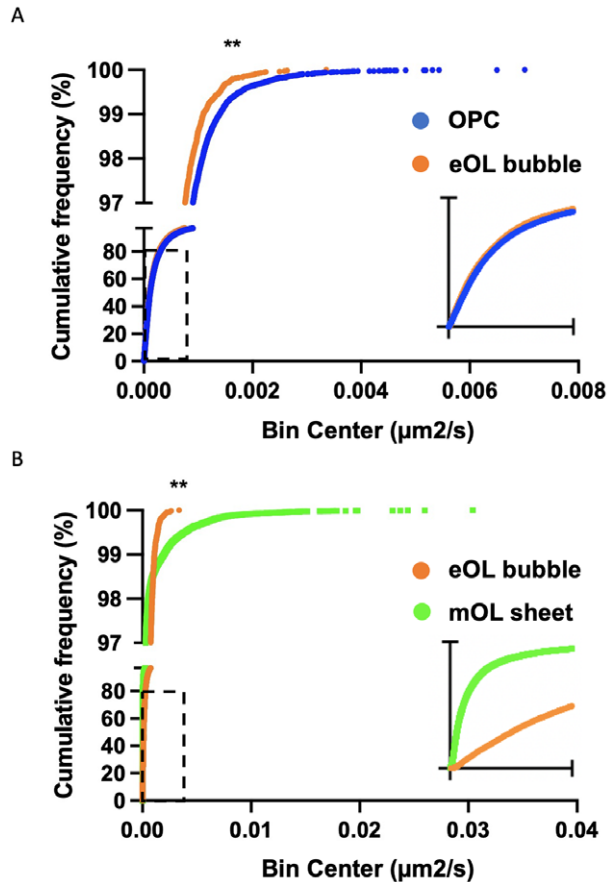 A
**
Cumulative frequency (%)
100
99
98
97
80
60
40
20
0
OPC
eOL bubble
0.000 0.002 0.004 0.006 0.008
Bin Center (µm2/s)
B
**
Cumulative frequency (%)
100
99
98
97
80
60
40
20
0
eOL bubble
mOL sheet
0.00 0.01 0.02 0.03 0.04
Bin Center (µm2/s)